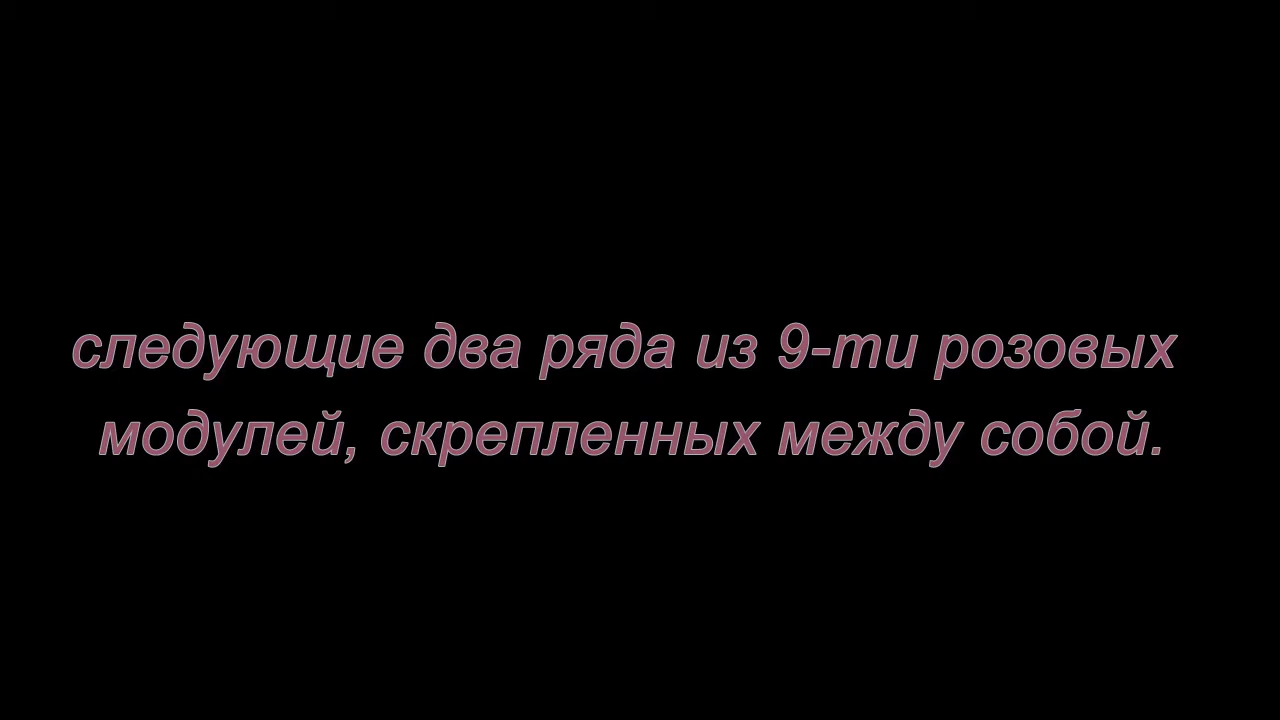 следующие два ряда из 9-ти розовых
модулей, скрепленных между собой.